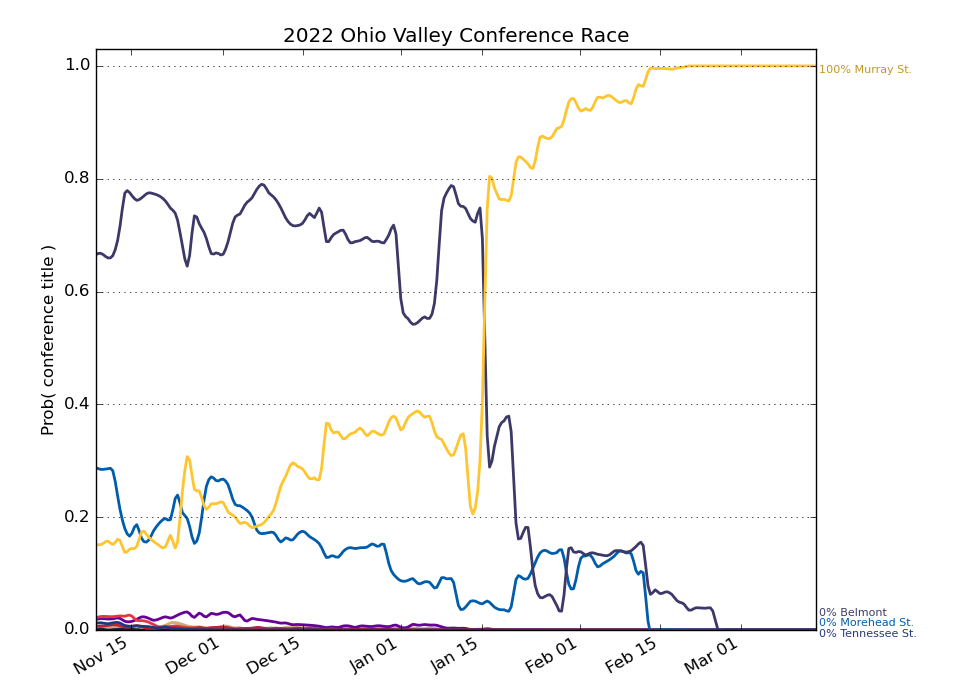 2022 Ohio Valley Conference Race
Prob( conference title )
1.0
0.8
0.6
0.4
0.2
0.0
Nov 15
Dec 01
Dec 15
Jan 01
Jan 15
Feb 01
Feb 15
Mar 01
100% Murray St.
0% Belmont
0% Morehead St.
0% Tennessee St.